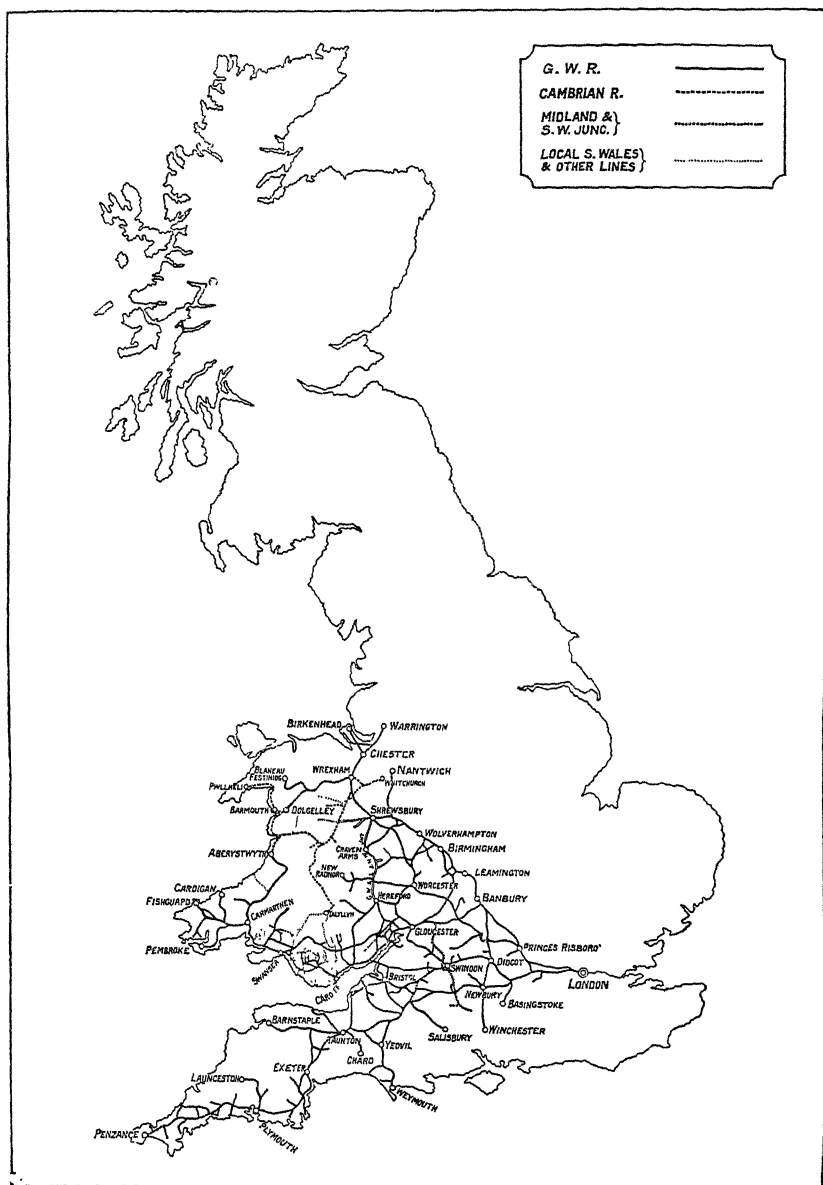 G. W. R.
CAMBRIAN R.
MIDLAND &
S. W. JUNC.
LOCAL S. WALES
& OTHER LINES
BIRKENHEAD
WARRINGTON
CHESTER
BLANEAU
FESTINIOG
WREXHAM
NANTWICH
WHITCHURCH
PWLLHELI
BARMOUTH
DOLGELLEY
SHREWSBURY
WOLVERHAMPTON
BIRMINGHAM
ABERYSTWYTH
CRAVEN
ARMS
NEW
RADNOR
LEAMINGTON
WORCESTER
CARDIGAN
FISHGUARD
HEREFORD
BANBURY
CARMARTHEN
TALYLLYN
GLOUCESTER
PRINCES RISBORO'
PEMBROKE
SWANSEA
CARDIFF
BRISTOL
SWINDON
DIDCOT
LONDON
NEWBURY
BASINGSTOKE
BARNSTAPLE
TAUNTON
CHARD
YEOVIL
SALISBURY
WINCHESTER
EXETER
LAUNCESTON
WEYMOUTH
PENZANCE
PLYMOUTH